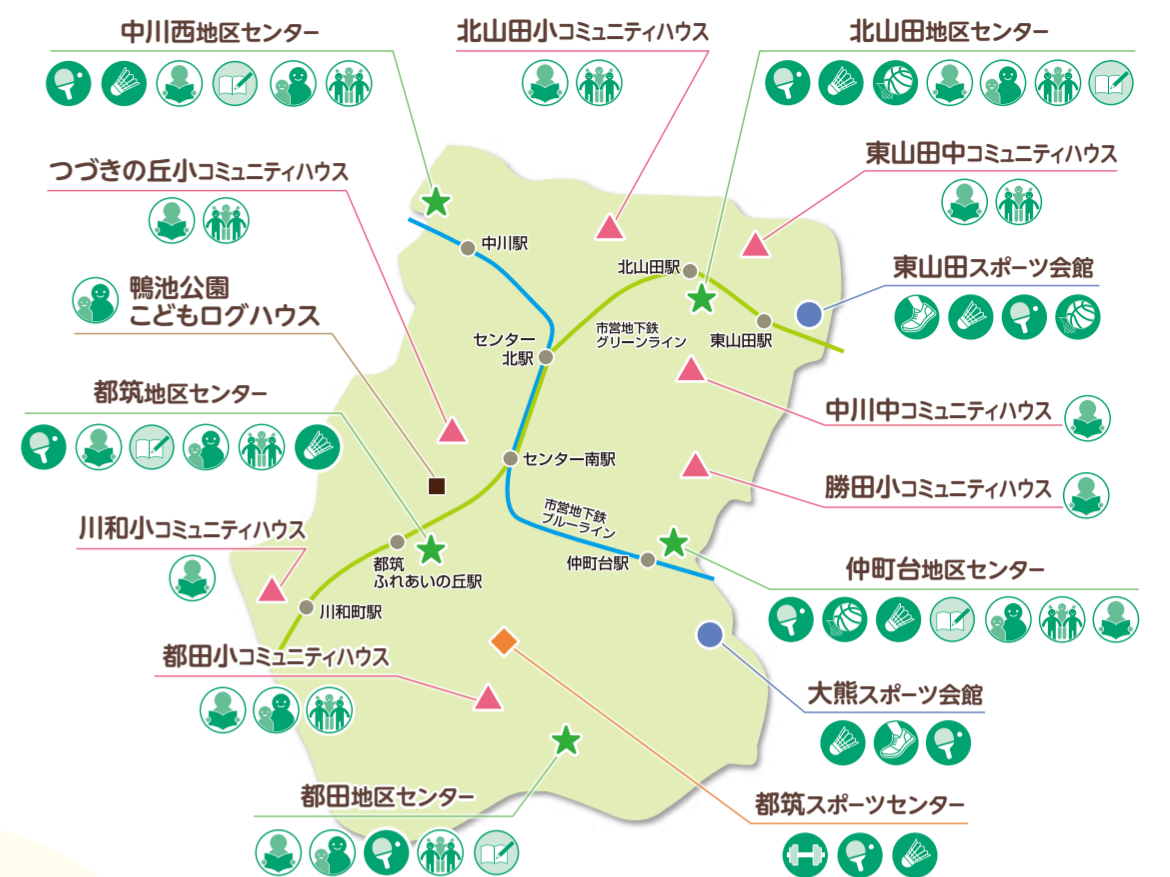 中川西地区センター
北山田小コミュニティハウス
北山田地区センター
つづきの丘小コミュニティハウス
東山田中コミュニティハウス
中川駅
鴨池公園
こどもログハウス
北山田駅
東山田スポーツ会館
市営地下鉄
グリーンライン
センター
北駅
東山田駅
都筑地区センター
中川中コミュニティハウス
センター南駅
勝田小コミュニティハウス
川和小コミュニティハウス
市営地下鉄
ブルーライン
都筑
ふれあいの丘駅
仲町台駅
仲町台地区センター
川和町駅
都田小コミュニティハウス
大熊スポーツ会館
都田地区センター
都筑スポーツセンター